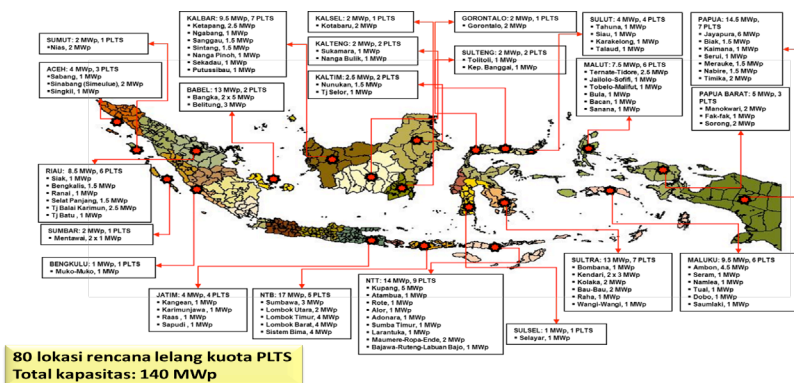 SUMUT: 2 MWp, 1 PLTS
• Nias, 2 MWp
ACEH: 4 MWp, 3 PLTS
• Sabang, 1 MWp
• Sinabang (Simeulue), 2 MWp
• Singkil, 1 MWp
KALBAR: 9.5 MWp, 7 PLTS
• Ketapang, 2.5 MWp
• Ngabang, 1 MWp
• Sanggau, 1.5 MWp
• Sintang, 1.5 MWp
• Nanga Pinoh, 1 MWp
• Sekadau, 1 MWp
• Putussibau, 1 MWp
BABEL: 13 MWp, 2 PLTS
• Bangka, 2 x 5 MWp
• Belitung, 3 MWp
KALSEL: 2 MWp, 1 PLTS
• Kotabaru, 2 MWp
KALTENG: 2 MWp, 2 PLTS
• Sukamara, 1 MWp
• Nanga Bulik, 1 MWp
KALTIM: 2.5 MWp, 2 PLTS
• Nunukan, 1.5 MWp
• Tj Selor, 1 MWp
GORONTALO: 2 MWp, 1 PLTS
• Gorontalo, 2 MWp
SULTENG: 2 MWp, 2 PLTS
• Tolitoli, 1 MWp
• Kep. Banggai, 1 MWp
SULUT: 4 MWp, 4 PLTS
• Tahuna, 1 MWp
• Siau, 1 MWp
• Karakelong, 1 MWp
• Talaud, 1 MWp
MALUT: 7.5 MWp, 6 PLTS
• Ternate-Tidore, 2.5 MWp
• Jailolo-Sofifi, 1 MWp
• Tobelo-Malifut, 1 MWp
• Bula, 1 MWp
• Bacan, 1 MWp
• Sanana, 1 MWp
PAPUA: 14.5 MWp,
7 PLTS
• Jayapura, 6 MWp
• Biak, 1.5 MWp
• Kaimana, 1 MWp
• Serui, 1 MWp
• Merauke, 1.5 MWp
• Nabire, 1.5 MWp
• Timika, 2 MWp
PAPUA BARAT: 5 MWp, 3
PLTS
• Manokwari, 2 MWp
• Fak-fak, 1 MWp
• Sorong, 2 MWp
RIAU: 8.5 MWp, 6 PLTS
• Siak, 1 MWp
• Bengkalis, 1.5 MWp
• Ranai, 1 MWp
• Selat Panjang, 1.5 MWp
• Tj Balai Karimun, 2.5 MWp
• Tj Batu, 1 MWp
SUMBAR: 2 MWp, 1 PLTS
• Mentawai, 2 x 1 MWp
BENGKULU: 1 MWp, 1 PLTS
• Muko-Muko, 1 MWp
JATIM: 4 MWp, 4 PLTS
• Kangean, 1 MWp
• Karimunjawa, 1 MWp
• Raas, 1 MWp
• Sapudi, 1 MWp
NTB: 17 MWp, 5 PLTS
• Sumbawa, 3 MWp
• Lombok Utara, 2 MWp
• Lombok Timur, 4 MWp
• Lombok Barat, 4 MWp
• Sistem Bima, 4 MWp
NTT: 14 MWp, 9 PLTS
• Kupang, 5 MWp
• Atambua, 1 MWp
• Rote, 1 MWp
• Alor, 1 MWp
• Adonara, 1 MWp
• Sumba Timur, 1 MWp
• Larantuka, 1 MWp
• Maumere-Ropa-Ende, 2 MWp
• Bajawa-Ruteng-Labuan Bajo, 1 MWp
SULSEL: 1 MWp, 1 PLTS
• Selayar, 1 MWp
SULTRA: 13 MWp, 7 PLTS
• Bombana, 1 MWp
• Kendari, 2 x 3 MWp
• Kolaka, 2 MWp
• Bau-Bau, 2 MWp
• Raha, 1 MWp
• Wangi-Wangi, 1 MWp
MALUKU: 9.5 MWp, 6 PLTS
• Ambon, 4.5 MWp
• Seram, 1 MWp
• Namlea, 1 MWp
• Tual, 1 MWp
• Dobo, 1 MWp
• Saumlaki, 1 MWp
80 lokasi rencana lelang kuota PLTS
Total kapasitas: 140 MWp